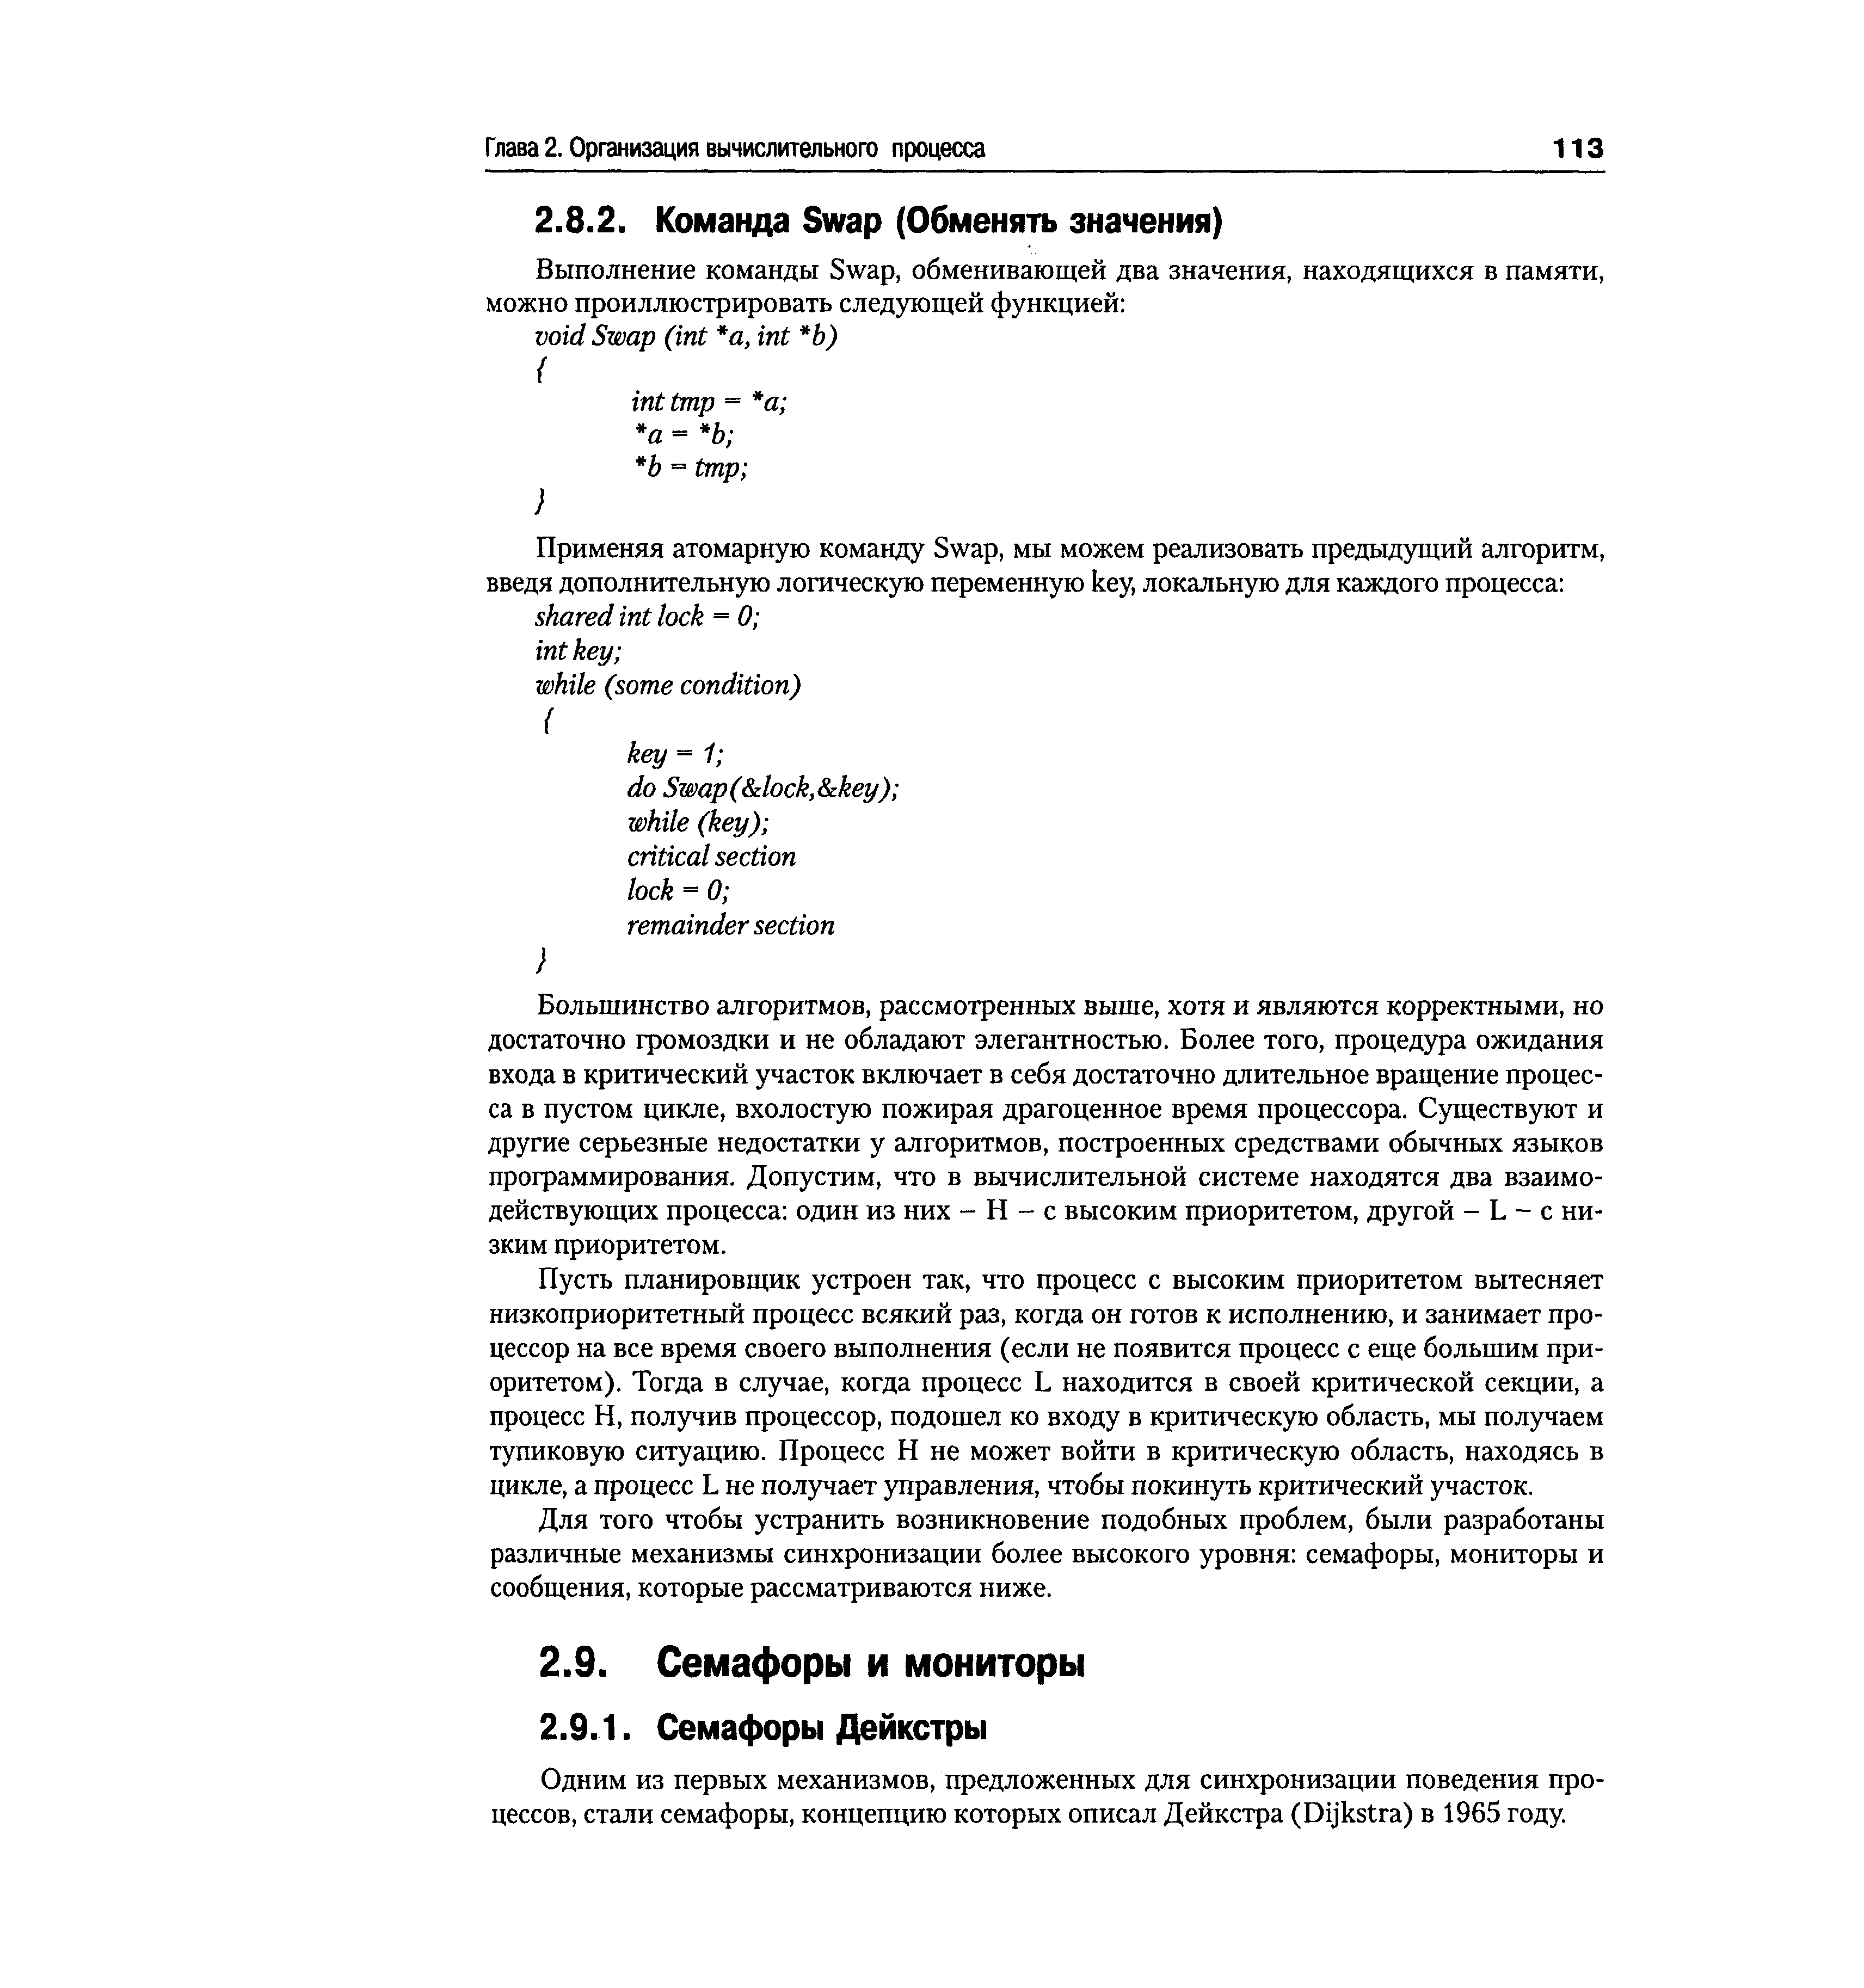 Глава 2. Организация вычислительного процесса 113
2.8.2. Команда Swap (Обменять значения)
Выполнение команды Swap, обменивающей два значения, находящихся в памяти,
можно проиллюстрировать следующей функцией:
void Swap (int *a, int *b)
{
int tmp = *a;
*a = *b;
*b = tmp;
}
Применяя атомарную команду Swap, мы можем реализовать предыдущий алгоритм,
введя дополнительную логическую переменную key, локальную для каждого процесса:
shared int lock = 0;
int key;
while (some condition)
{
key = 1;
do Swap(&lock,&key);
while (key);
critical section
lock = 0;
remainder section
}
Большинство алгоритмов, рассмотренных выше, хотя и являются корректными, но
достаточно громоздки и не обладают элегантностью. Более того, процедура ожидания
входа в критический участок включает в себя достаточно длительное вращение процес-
са в пустом цикле, вхолостую пожирая драгоценное время процессора. Существуют и
другие серьезные недостатки у алгоритмов, построенных средствами обычных языков
программирования. Допустим, что в вычислительной системе находятся два взаимо-
действующих процесса: один из них – H – с высоким приоритетом, другой – L – с ни-
зким приоритетом.
Пусть планировщик устроен так, что процесс с высоким приоритетом вытесняет
низкоприоритетный процесс всякий раз, когда он готов к исполнению, и занимает про-
цессор на все время своего выполнения (если не появится процесс с еще большим при-
оритетом). Тогда в случае, когда процесс L находится в своей критической секции, а
процесс H, получив процессор, подошел ко входу в критическую область, мы получаем
тупиковую ситуацию. Процесс H не может войти в критическую область, находясь в
цикле, а процесс L не получает управления, чтобы покинуть критический участок.
Для того чтобы устранить возникновение подобных проблем, были разработаны
различные механизмы синхронизации более высокого уровня: семафоры, мониторы и
сообщения, которые рассматриваются ниже.
2.9. Семафоры и мониторы
2.9.1. Семафоры Дейкстры
Одним из первых механизмов, предложенных для синхронизации поведения про-
цессов, стали семафоры, концепцию которых описал Дейкстра (Dijkstra) в 1965 году.